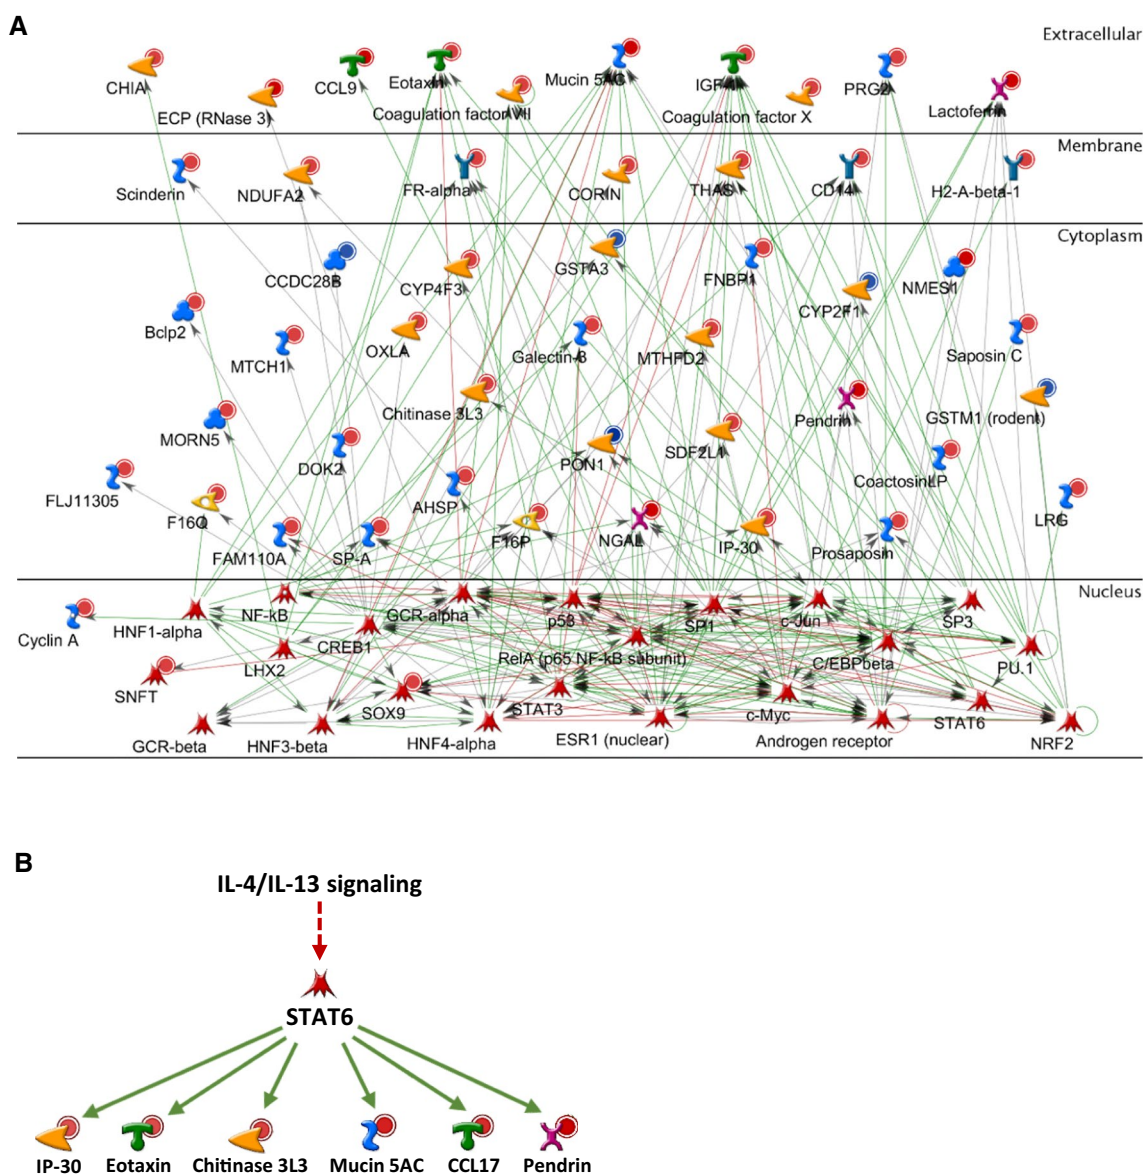 A
Extracellular
CHIA
ECP (RNase 3)
CCL9
Eotaxin
Coagulation factor VII
Mucin 5AC
Coagulation factor X
PRG2
Lactoferrin
Membrane
Scinderin
NDUFA2
FR-alpha
CORIN
THAS
CD14
H2-A-beta-1
Cytoplasm
CCDC28B
CYP4F3
GSTA3
FNBP1
CYP2F1
NMES1
Bclp2
MTCH1
OXLA
MTHFD2
Saposin C
Chitinase 3L3
Pendrin
GSTM1 (rodent)
MORN5
DOK2
PON1
SDF2L1
CoactosinLP
FLJ11305
F16Q
AHSP
LRG
FAM110A
SP-A
F16P
NGAL
IP-30
Prosaposin
Nucleus
Cyclin A
HNF1-alpha
NF-kB
GCR-alpha
p53
SP1
c-Jun
SP3
CREB1
LHX2
RelA (p65 NF-kB subunit)
C/EBPbeta
PU.1
SNFT
SOX9
STAT3
c-Myc
STAT6
GCR-beta
HNF3-beta
HNF4-alpha
ESR1 (nuclear)
Androgen receptor
NRF2
B
IL-4/IL-13 signaling
STAT6
IP-30
Eotaxin
Chitinase 3L3
Mucin 5AC
CCL17
Pendrin